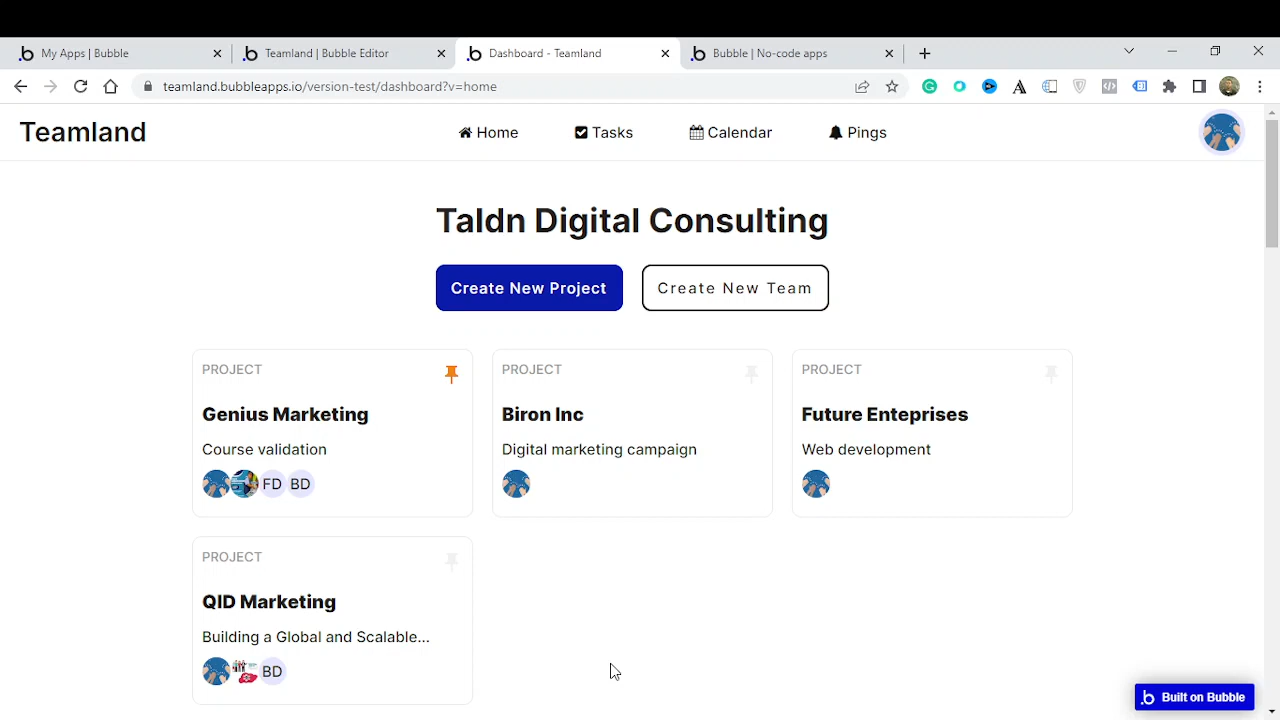 My Apps | Bubble
Teamland | Bubble Editor
Dashboard - Teamland
Bubble | No-code apps
teamland.bubbleapps.io/version-test/dashboard?v=home
Teamland
Home
Tasks
Calendar
Pings
Taldn Digital Consulting
Create New Project
Create New Team
PROJECT
Genius Marketing
Course validation
FD
BD
PROJECT
Biron Inc
Digital marketing campaign
PROJECT
Future Enteprises
Web development
PROJECT
QID Marketing
Building a Global and Scalable...
BD
Built on Bubble